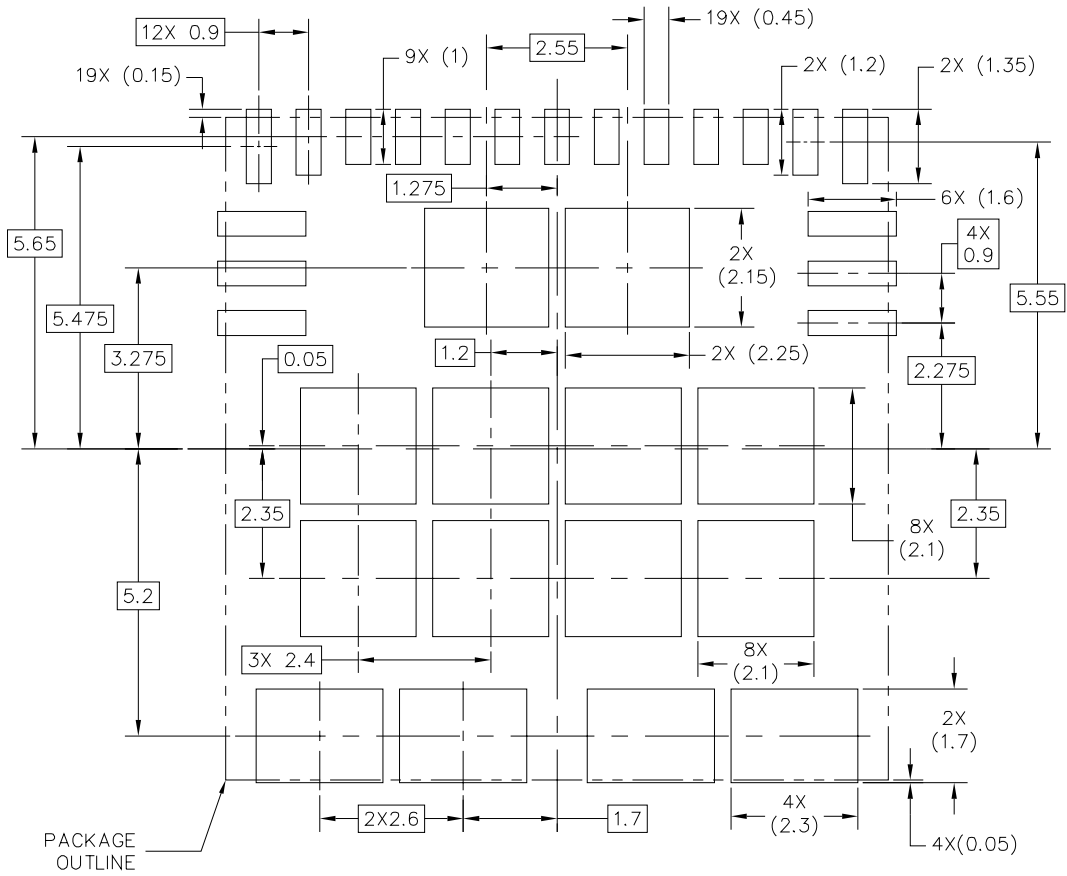 12X 0.9
19X (0.45)
2.55
9X (1)
2X (1.2)
2X (1.35)
19X (0.15)
1.275
6X (1.6)
5.65
4X
0.9
2X
(2.15)
5.55
5.475
3.275
0.05
1.2
2X (2.25)
2.275
2.35
2.35
8X
(2.1)
5.2
3X 2.4
8X
(2.1)
2X
(1.7)
2X2.6
1.7
4X
(2.3)
4X(0.05)
PACKAGE
OUTLINE